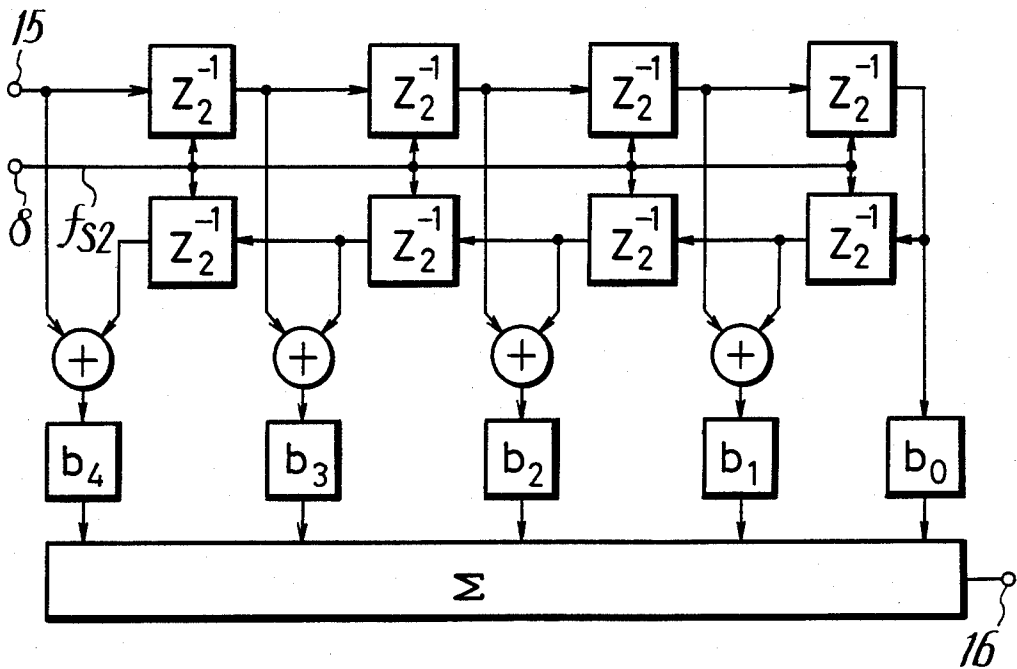 15
Z₂⁻¹ Z₂⁻¹ Z₂⁻¹ Z₂⁻¹
8 fS2
Z₂⁻¹ Z₂⁻¹ Z₂⁻¹ Z₂⁻¹
+ + + +
b₄ b₃ b₂ b₁ b₀
Σ
16